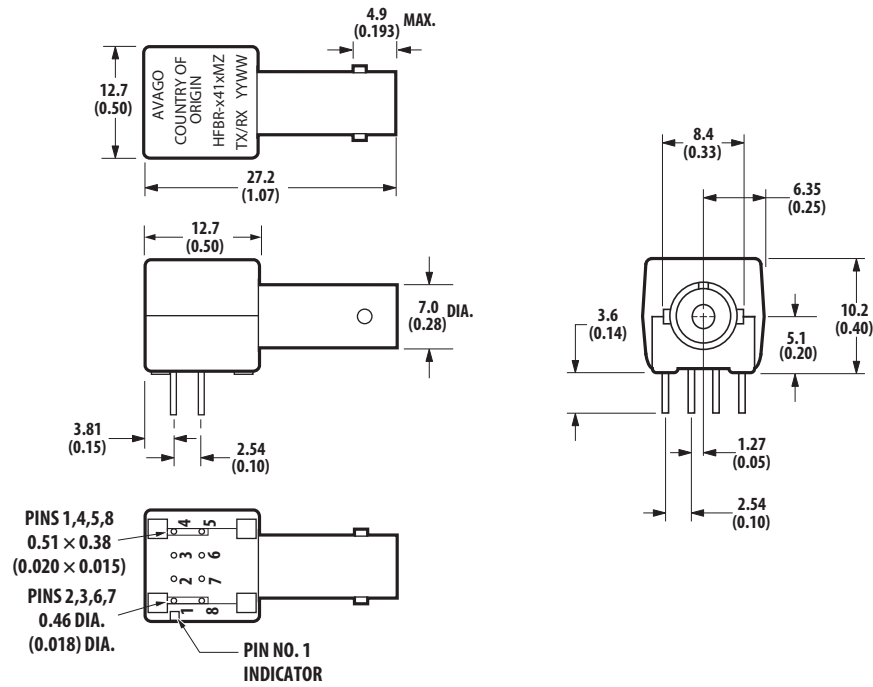 4.9
(0.193)
MAX.
12.7
(0.50)
AVAGO
COUNTRY OF
ORIGIN
HFBR-x41xMZ
TX/RX YYWW
27.2
(1.07)
12.7
(0.50)
7.0
(0.28)
DIA.
3.81
(0.15)
2.54
(0.10)
8.4
(0.33)
6.35
(0.25)
3.6
(0.14)
10.2
(0.40)
5.1
(0.20)
1.27
(0.05)
2.54
(0.10)
PINS 1,4,5,8
0.51 × 0.38
(0.020 × 0.015)
PINS 2,3,6,7
0.46 DIA.
(0.018) DIA.
4 5
3 6
2 7
1 8
PIN NO. 1
INDICATOR